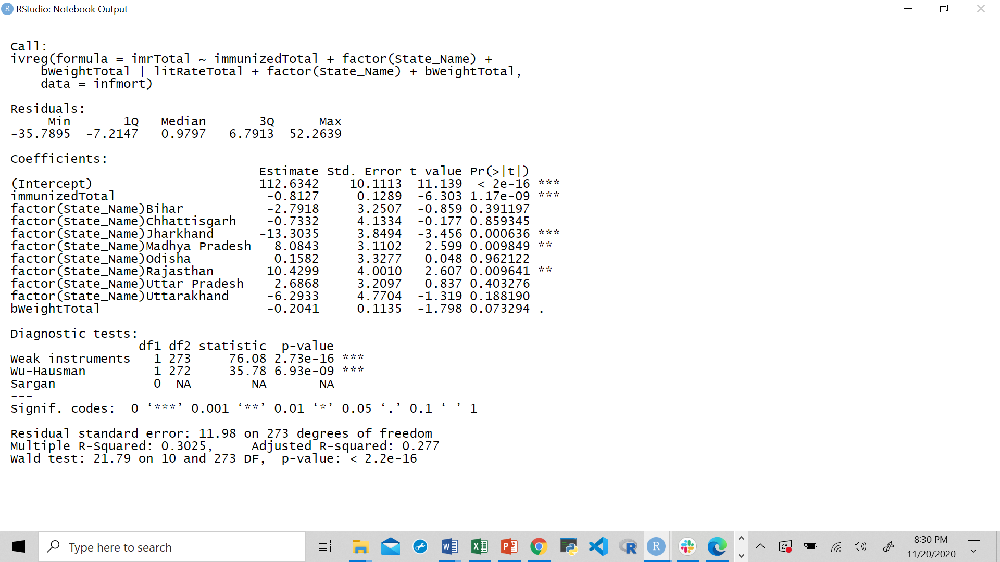 RStudio: Notebook Output
Call:
ivreg(formula = imrTotal ~ immunizedTotal + factor(State_Name) +
    bWeightTotal | litRateTotal + factor(State_Name) + bWeightTotal,
    data = infmort)
Residuals:
     Min       1Q   Median       3Q      Max
-35.7895  -7.2147   0.9797   6.7913  52.2639
Coefficients:
                                 Estimate Std. Error t value Pr(>|t|)
(Intercept)                      112.6342    10.1113  11.139  < 2e-16 ***
immunizedTotal                    -0.8127     0.1289  -6.303 1.17e-09 ***
factor(State_Name)Bihar           -2.7918     3.2507  -0.859 0.391197
factor(State_Name)Chhattisgarh    -0.7332     4.1334  -0.177 0.859345
factor(State_Name)Jharkhand      -13.3035     3.8494  -3.456 0.000636 ***
factor(State_Name)Madhya Pradesh   8.0843     3.1102   2.599 0.009849 **
factor(State_Name)Odisha           0.1582     3.3277   0.048 0.962122
factor(State_Name)Rajasthan       10.4299     4.0010   2.607 0.009641 **
factor(State_Name)Uttar Pradesh    2.6868     3.2097   0.837 0.403276
factor(State_Name)Uttarakhand     -6.2933     4.7704  -1.319 0.188190
bWeightTotal                      -0.2041     0.1135  -1.798 0.073294 .
Diagnostic tests:
                 df1 df2 statistic  p-value
Weak instruments   1 273     76.08 2.73e-16 ***
Wu-Hausman         1 272     35.78 6.93e-09 ***
Sargan             0  NA        NA       NA
---
Signif. codes:  0 ‘***’ 0.001 ‘**’ 0.01 ‘*’ 0.05 ‘.’ 0.1 ‘ ’ 1
Residual standard error: 11.98 on 273 degrees of freedom
Multiple R-Squared: 0.3025,     Adjusted R-squared: 0.277
Wald test: 21.79 on 10 and 273 DF,  p-value: < 2.2e-16
Type here to search
8:30 PM
11/20/2020